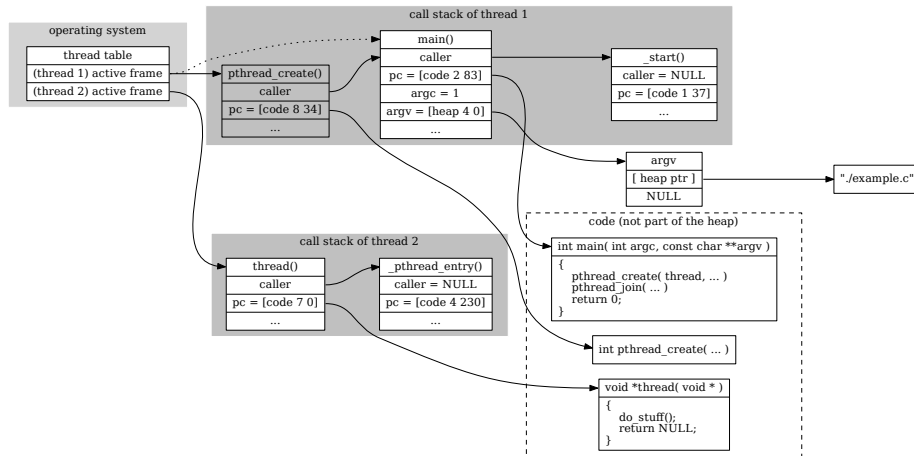 operating system
thread table
(thread 1) active frame
(thread 2) active frame
call stack of thread 1
pthread_create()
caller
pc = [code 8 34]
...
main()
caller
pc = [code 2 83]
argc = 1
argv = [heap 4 0]
...
_start()
caller = NULL
pc = [code 1 37]
...
argv
[ heap ptr ]
NULL
"./example.c"
call stack of thread 2
thread()
caller
pc = [code 7 0]
...
_pthread_entry()
caller = NULL
pc = [code 4 230]
...
code (not part of the heap)
int main( int argc, const char **argv )
{
pthread_create( thread, ... )
pthread_join( ... )
return 0;
}
int pthread_create( ... )
void *thread( void * )
{
do_stuff();
return NULL;
}